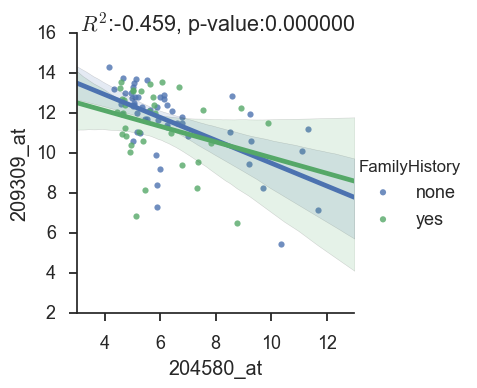 R²:-0.459, p-value:0.000000
16
14
12
10
8
6
4
2
209309_at
4 6 8 10 12
204580_at
FamilyHistory
none
yes